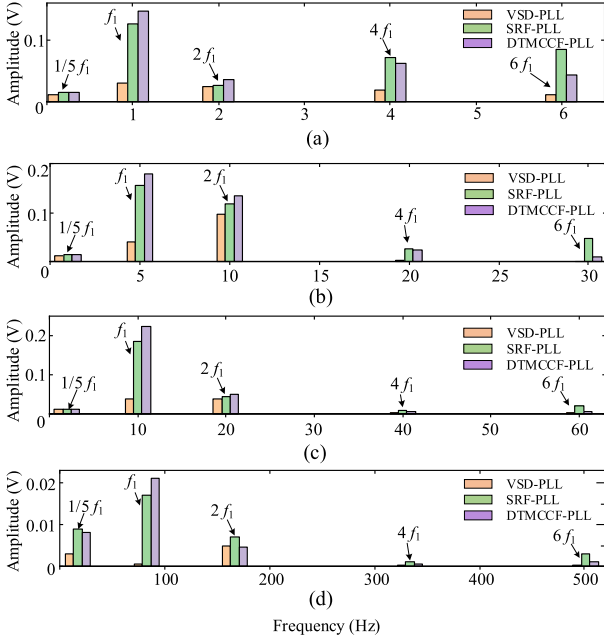 Amplitude (V)
0.1
0
1/5 f1
f1
2 f1
4 f1
6 f1
VSD-PLL
SRF-PLL
DTMCCF-PLL
1 2 3 4 5 6
(a)
Amplitude (V)
0.2
0.1
0
1/5 f1
f1
2 f1
4 f1
6 f1
VSD-PLL
SRF-PLL
DTMCCF-PLL
5 10 15 20 25 30
(b)
Amplitude (V)
0.2
0.1
0
1/5 f1
f1
2 f1
4 f1
6 f1
VSD-PLL
SRF-PLL
DTMCCF-PLL
10 20 30 40 50 60
(c)
Amplitude (V)
0.02
0.01
0
1/5 f1
f1
2 f1
4 f1
6 f1
VSD-PLL
SRF-PLL
DTMCCF-PLL
100 200 300 400 500
(d)
Frequency (Hz)